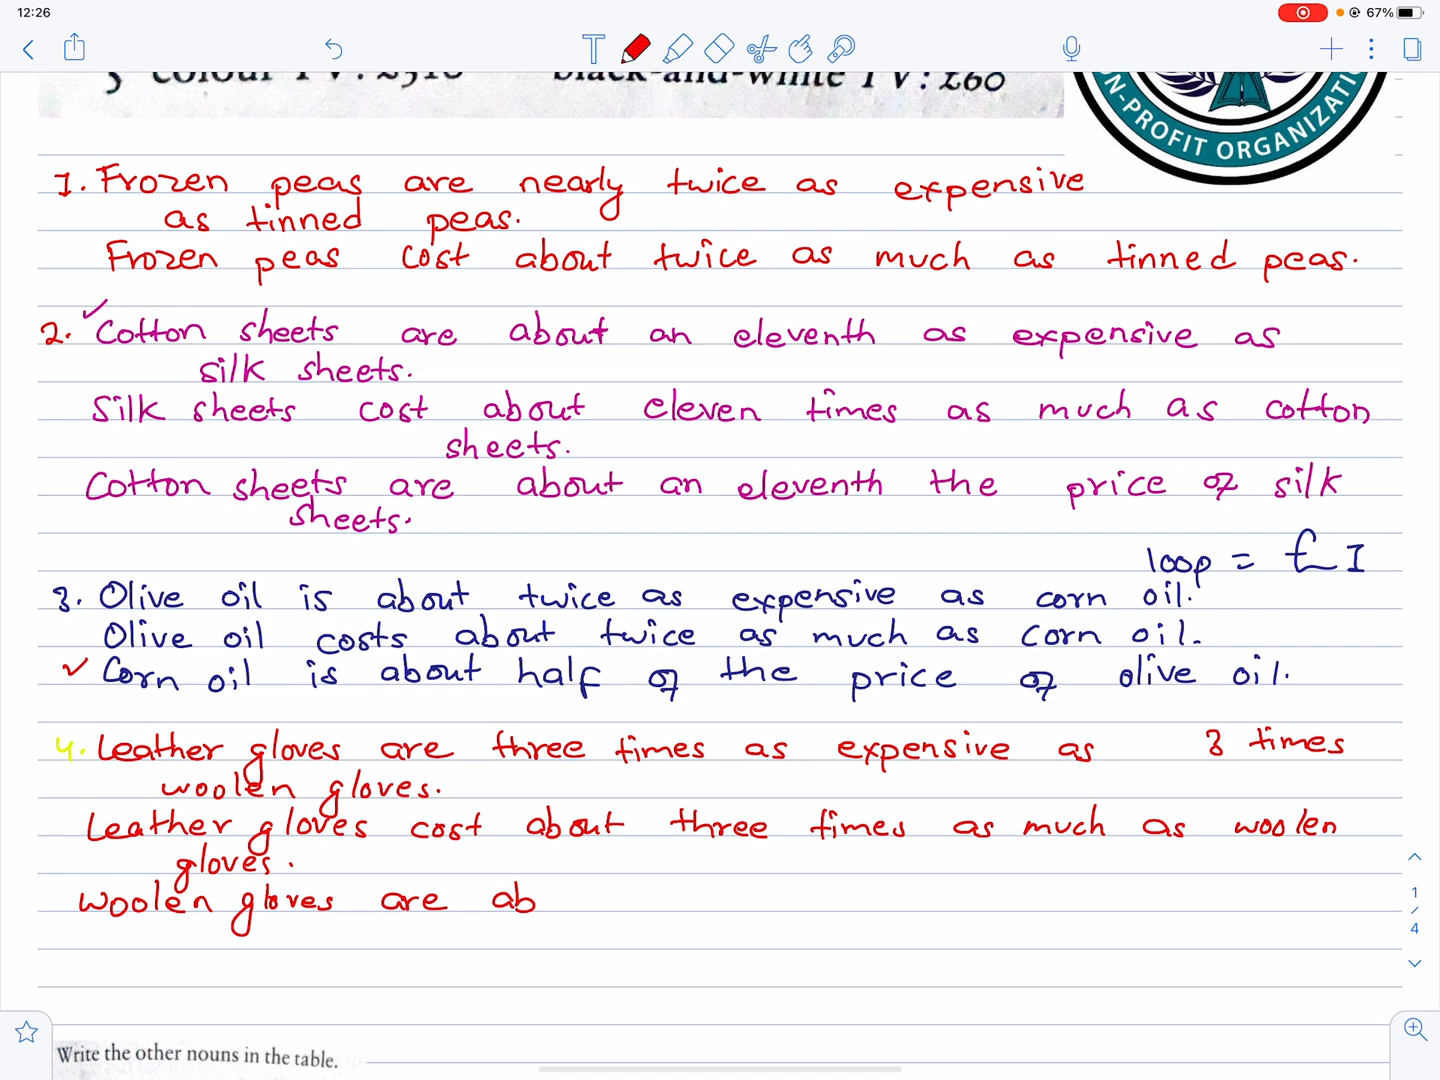 12:26
67%
5 colour TV: £510 black-and-white TV: £60
N-PROFIT ORGANIZATI
1. Frozen peas are nearly twice as expensive
as tinned peas.
Frozen peas cost about twice as much as tinned peas.
2. Cotton sheets are about an eleventh as expensive as
silk sheets.
Silk sheets cost about eleven times as much as cotton
sheets.
Cotton sheets are about an eleventh the price of silk
sheets.
100p = £1
3. Olive oil is about twice as expensive as corn oil.
Olive oil costs about twice as much as corn oil.
Corn oil is about half of the price of olive oil.
4. Leather gloves are three times as expensive as 3 times
woolen gloves.
Leather gloves cost about three times as much as woolen
gloves.
woolen gloves are ab
1
/
4
Write the other nouns in the table.